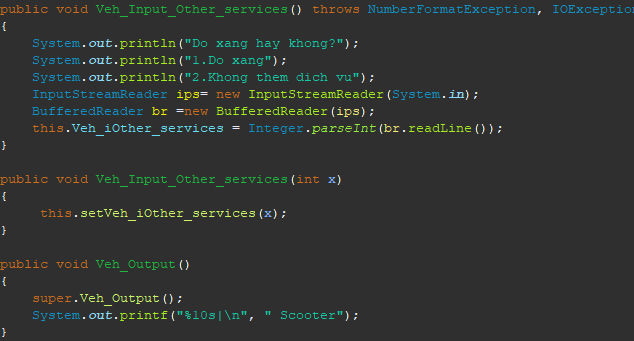 public void Veh_Input_Other_services() throws NumberFormatException, IOException
{
System.out.println("Do xang hay khong?");
System.out.println("1.Do xang");
System.out.println("2.Khong them dich vu");
InputStreamReader ips= new InputStreamReader(System.in);
BufferedReader br =new BufferedReader(ips);
this.Veh_iOther_services = Integer.parseInt(br.readLine());
}
public void Veh_Input_Other_services(int x)
{
this.setVeh_iOther_services(x);
}
public void Veh_Output()
{
super.Veh_Output();
System.out.printf("%10s|\n", " Scooter");
}